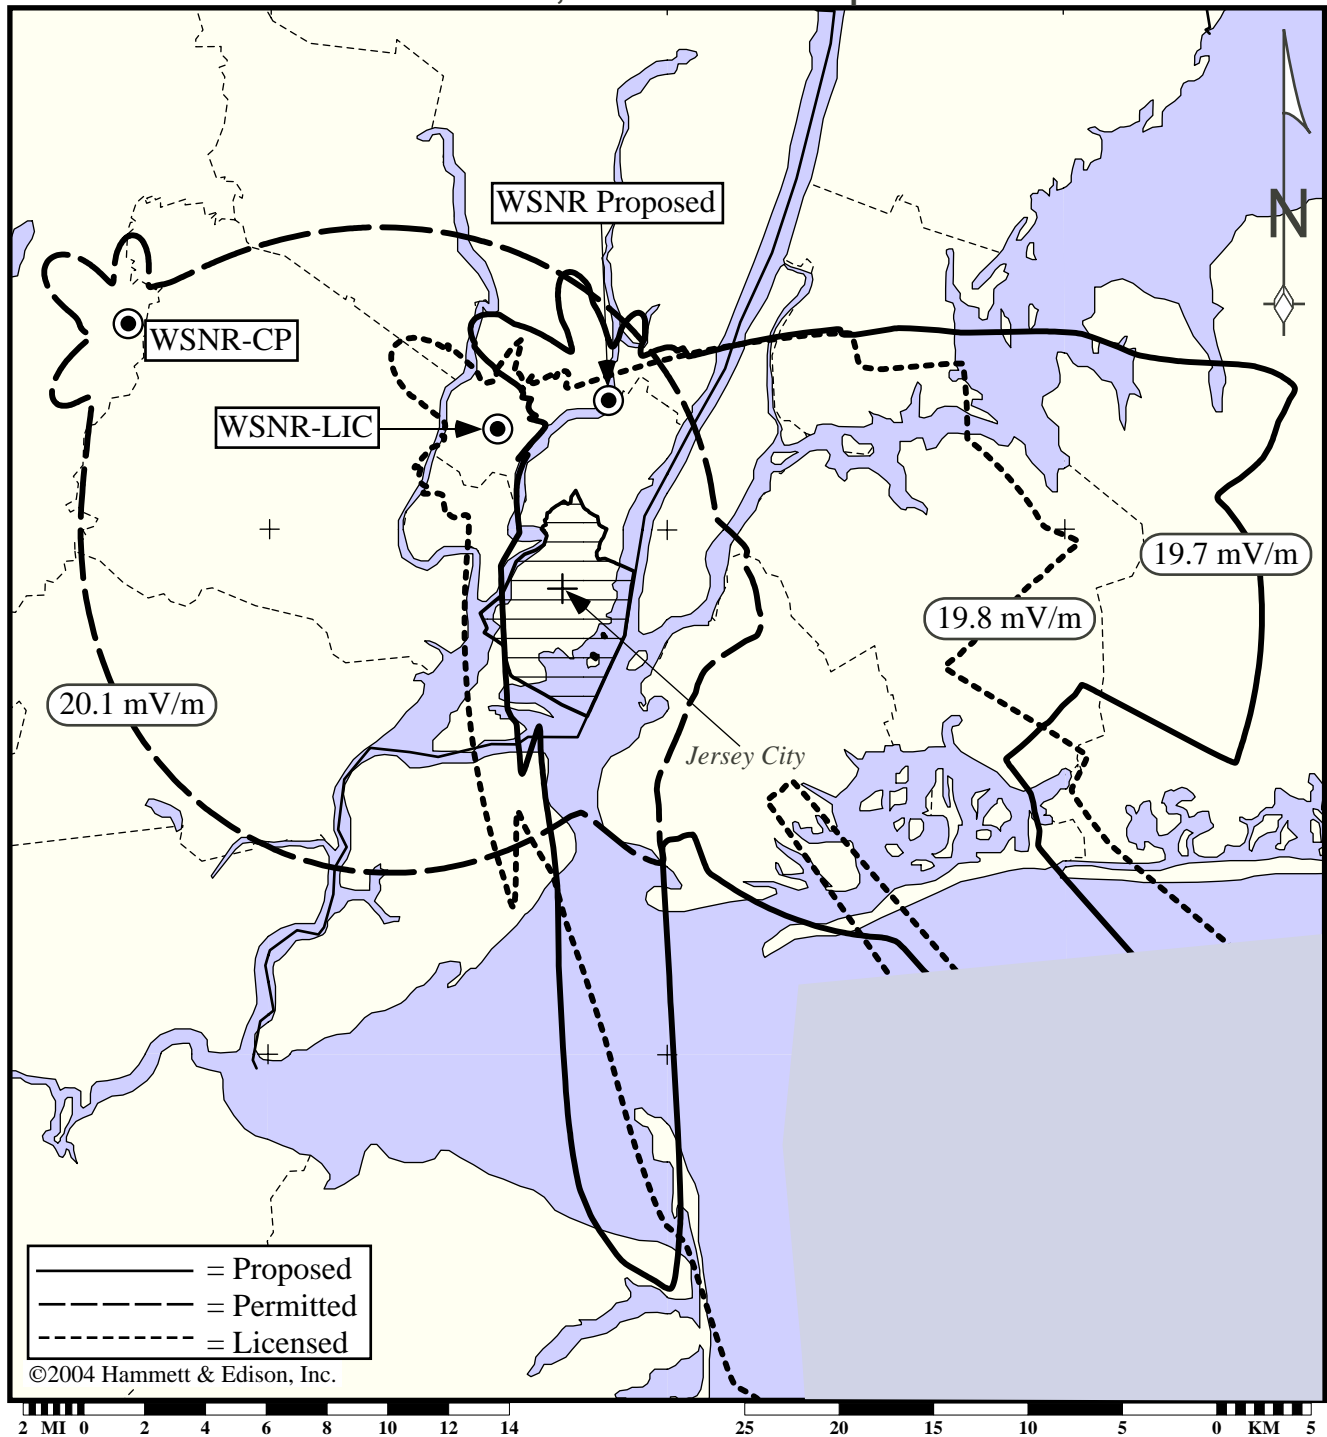 N
WSNR Proposed
WSNR-CP
WSNR-LIC
19.7 mV/m
19.8 mV/m
20.1 mV/m
Jersey City
= Proposed
= Permitted
= Licensed
©2004 Hammett & Edison, Inc.
2 MI 0 2 4 6 8 10 12 14
25 20 15 10 5 0 KM 5